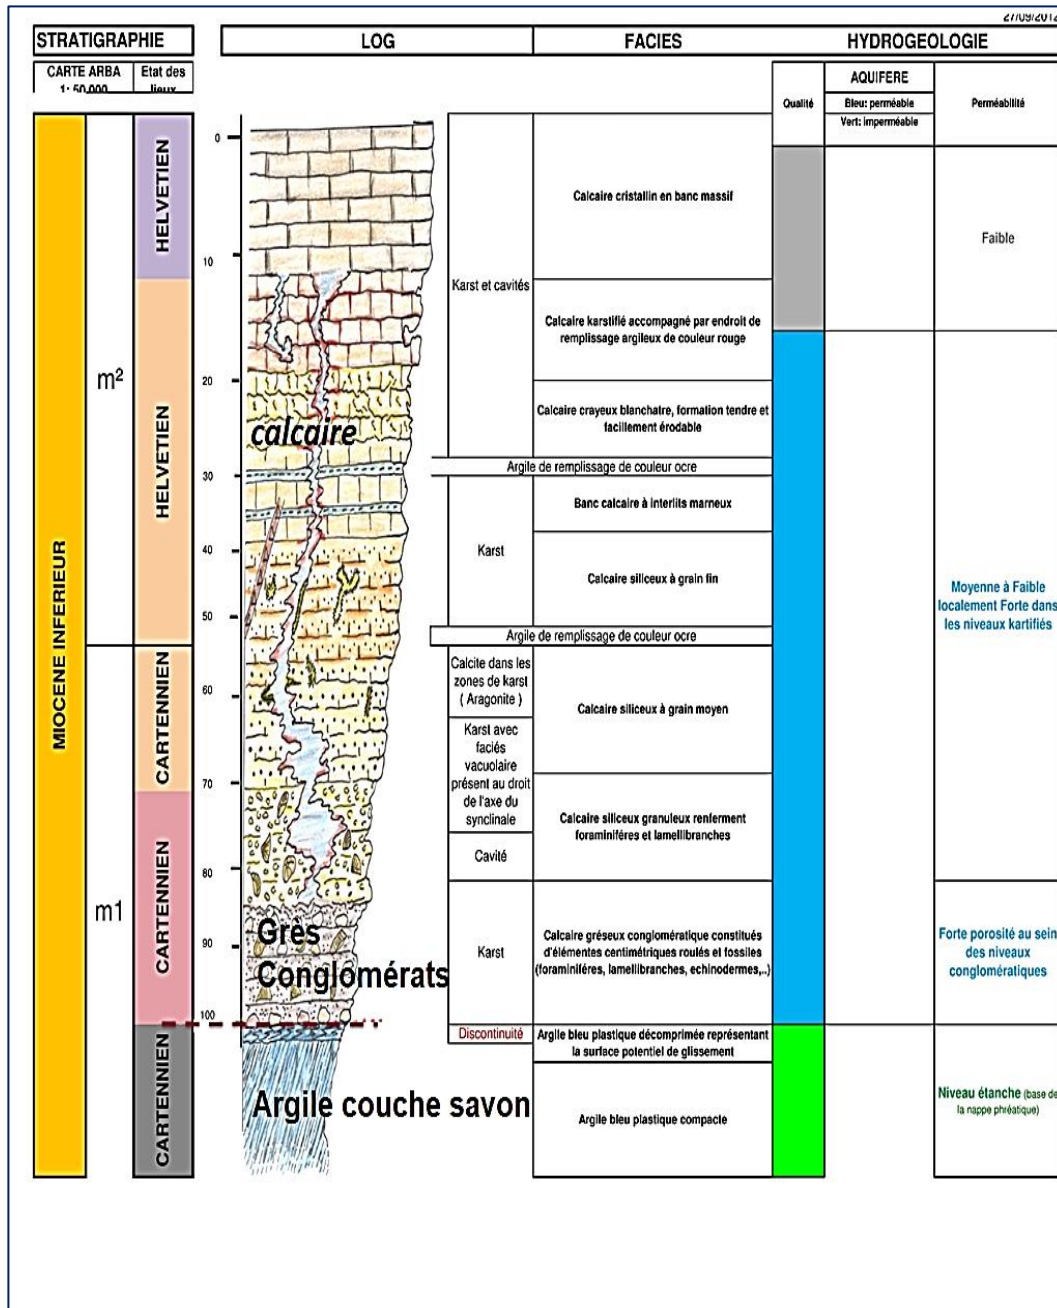 27/09/2012
STRATIGRAPHIE
LOG
FACIES
HYDROGEOLOGIE
CARTE ARBA
1: 50.000
Etat des
lieux
Qualité
AQUIFERE
Bleu: perméable
Vert: imperméable
Perméabilité
MIOCENE INFERIEUR
m²
m1
HELVETIEN
HELVETIEN
CARTENNIEN
CARTENNIEN
CARTENNIEN
0
10
20
30
40
50
60
70
80
90
100
calcaire
Grès
Conglomérats
Argile couche savon
Karst et cavités
Calcaire cristallin en banc massif
Calcaire karstifié accompagné par endroit de
remplissage argileux de couleur rouge
Calcaire crayeux blanchatre, formation tendre et
facillement érodable
Argile de remplissage de couleur ocre
Karst
Banc calcaire à interlits marneux
Calcaire siliceux à grain fin
Argile de remplissage de couleur ocre
Calcite dans les
zones de karst
( Aragonite )
Calcaire siliceux à grain moyen
Karst avec
faciés
vacuolaire
présent au droit
de l'axe du
synclinale
Calcaire siliceux granuleux renferment
foraminiféres et lamellibranches
Cavité
Karst
Calcaire gréseux conglomératique constitués
d'élémentes centimétriques roulés et fossiles
(foraminiféres, lamellibranches, echinodermes,..)
Discontinuité
Argile bleu plastique décomprimée représentant
la surface potentiel de glissement
Argile bleu plastique compacte
Faible
Moyenne à Faible
localement Forte dans
les niveaux kartifiés
Forte porosité au sein
des niveaux
conglomératiques
Niveau étanche (base de
la nappe phréatique)